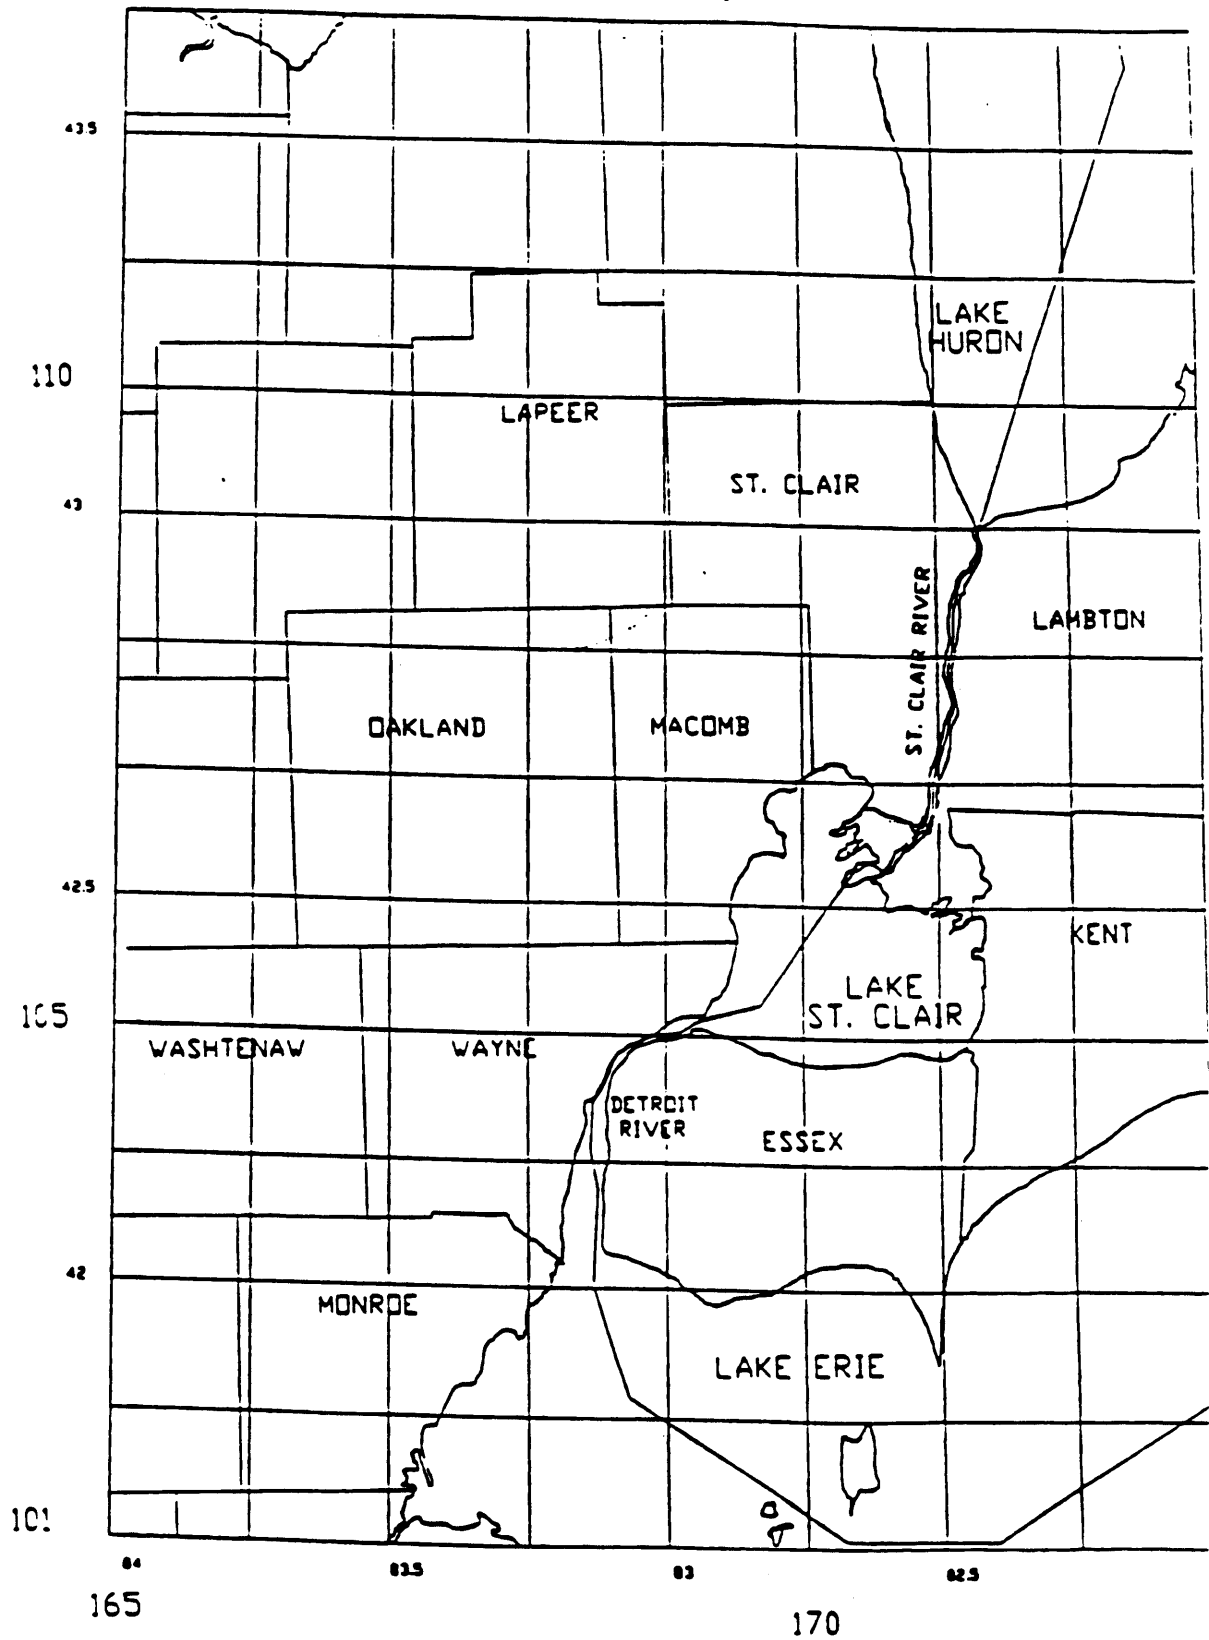 43.5
LAKE
HURON
110
LAPEER
ST. CLAIR
43
ST. CLAIR RIVER
LAMBTON
OAKLAND
MACOMB
42.5
KENT
LAKE
ST. CLAIR
105
WASHTENAW
WAYNE
DETROIT
RIVER
ESSEX
42
MONROE
LAKE ERIE
101
84
83.5
83
82.5
165
170